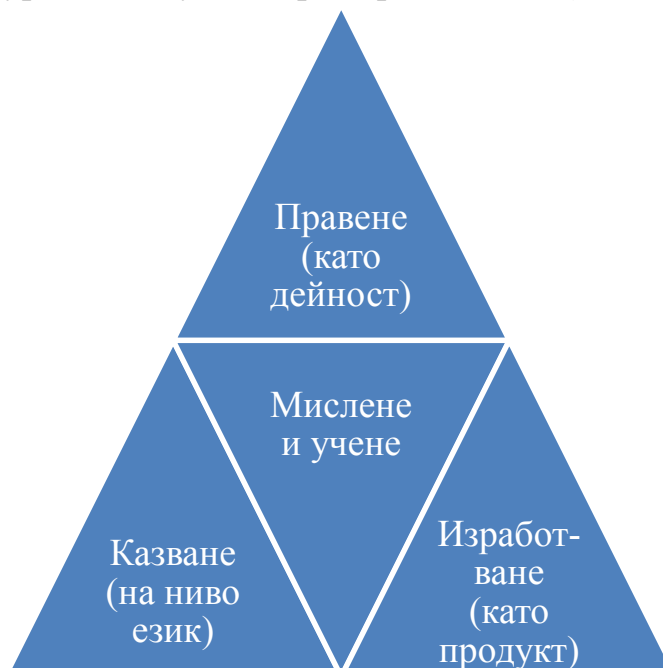 Правене
(като
дейност)
Мислене
и учене
Казване
(на ниво
език)
Изработ-
ване
(като
продукт)